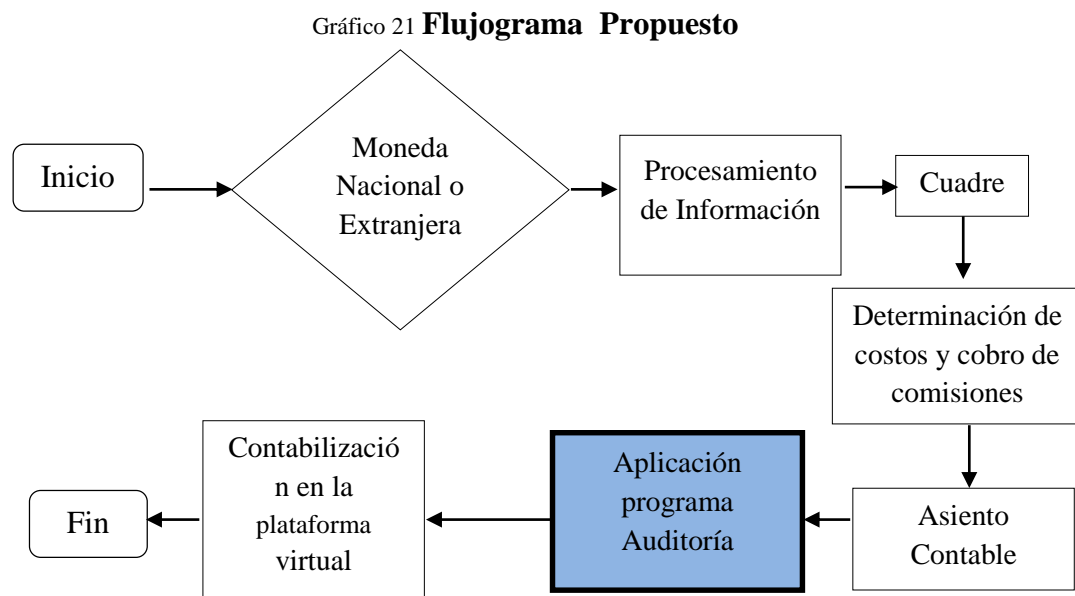 Gráfico 21 Flujograma Propuesto
Inicio
Moneda
Nacional o
Extranjera
Procesamiento
de Información
Cuadre
Determinación de
costos y cobro de
comisiones
Asiento
Contable
Aplicación
programa
Auditoría
Contabilizació
n en la
plataforma
virtual
Fin